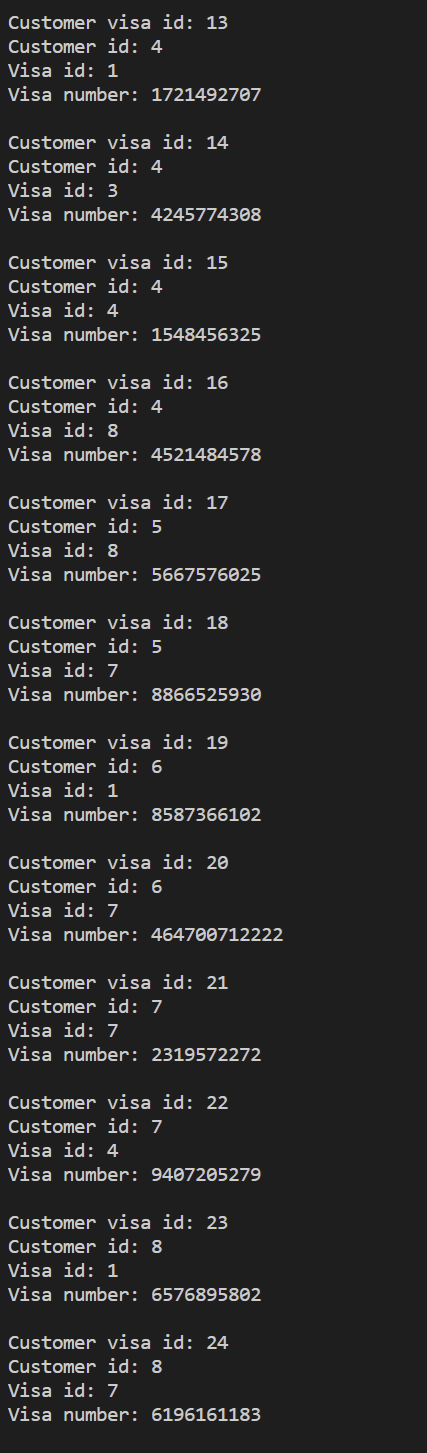 Customer visa id: 13
Customer id: 4
Visa id: 1
Visa number: 1721492707
Customer visa id: 14
Customer id: 4
Visa id: 3
Visa number: 4245774308
Customer visa id: 15
Customer id: 4
Visa id: 4
Visa number: 1548456325
Customer visa id: 16
Customer id: 4
Visa id: 8
Visa number: 4521484578
Customer visa id: 17
Customer id: 5
Visa id: 8
Visa number: 5667576025
Customer visa id: 18
Customer id: 5
Visa id: 7
Visa number: 8866525930
Customer visa id: 19
Customer id: 6
Visa id: 1
Visa number: 8587366102
Customer visa id: 20
Customer id: 6
Visa id: 7
Visa number: 464700712222
Customer visa id: 21
Customer id: 7
Visa id: 7
Visa number: 2319572272
Customer visa id: 22
Customer id: 7
Visa id: 4
Visa number: 9407205279
Customer visa id: 23
Customer id: 8
Visa id: 1
Visa number: 6576895802
Customer visa id: 24
Customer id: 8
Visa id: 7
Visa number: 6196161183